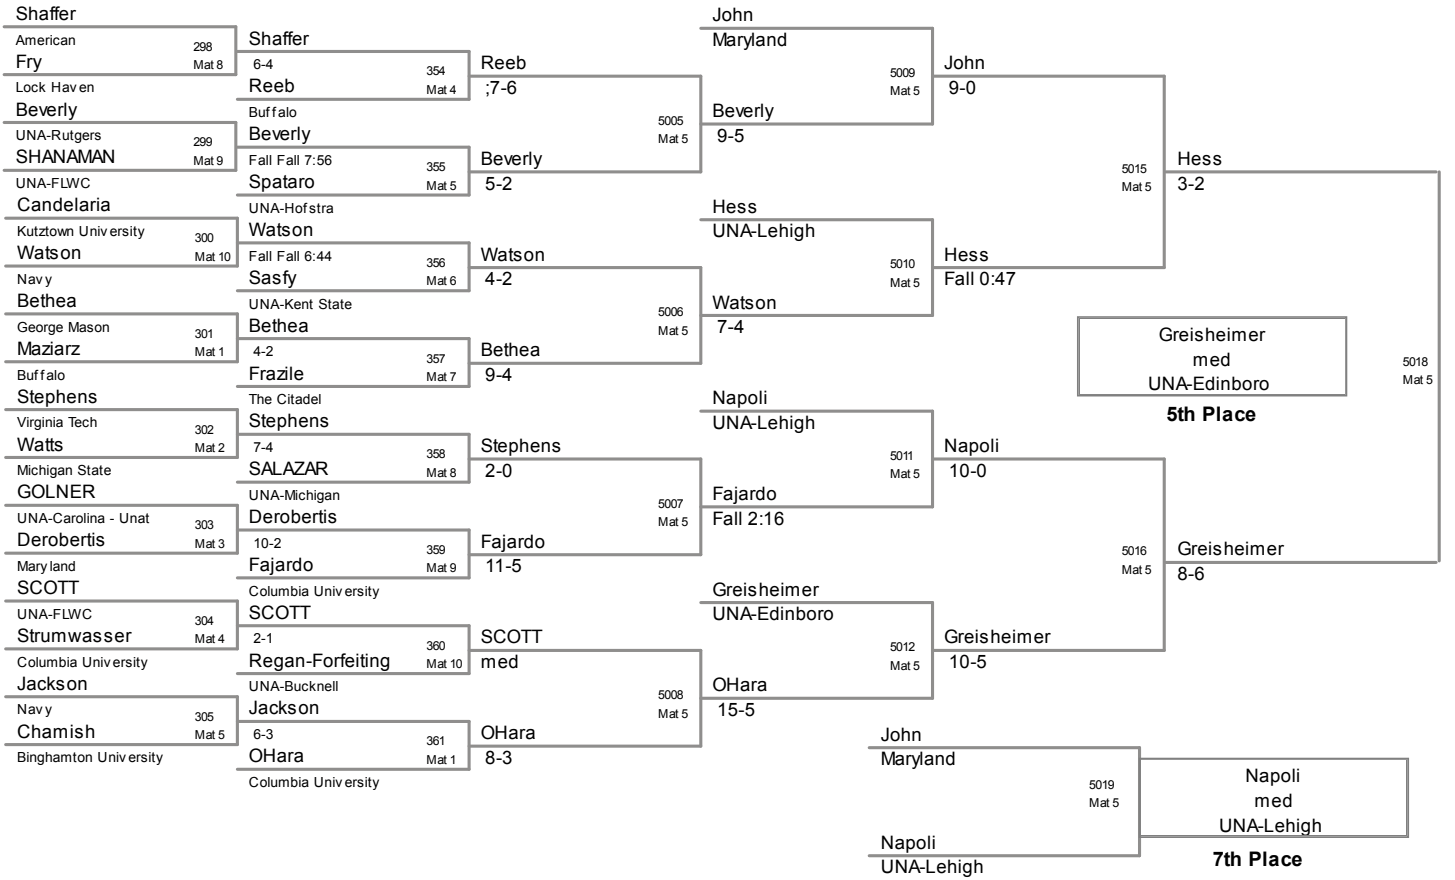 Shaffer
American
298
Fry
Mat 8
Lock Haven
Beverly
UNA-Rutgers
299
SHANAMAN
Mat 9
UNA-FLWC
Candelaria
Kutztown University
300
Watson
Mat 10
Navy
Bethea
George Mason
301
Maziarz
Mat 1
Buffalo
Stephens
Virginia Tech
302
Watts
Mat 2
Michigan State
GOLNER
UNA-Carolina - Unat
303
Derobertis
Mat 3
Maryland
SCOTT
UNA-FLWC
304
Strumwasser
Mat 4
Columbia University
Jackson
Navy
305
Chamish
Mat 5
Binghamton University
Shaffer
6-4
354
Reeb
Mat 4
Buffalo
Beverly
Fall Fall 7:56
355
Spataro
Mat 5
UNA-Hofstra
Watson
Fall Fall 6:44
356
Sasfy
Mat 6
UNA-Kent State
Bethea
4-2
357
Frazile
Mat 7
The Citadel
Stephens
7-4
358
SALAZAR
Mat 8
UNA-Michigan
Derobertis
10-2
359
Fajardo
Mat 9
Columbia University
SCOTT
2-1
360
Regan-Forfeiting
Mat 10
UNA-Bucknell
Jackson
6-3
361
OHara
Mat 1
Columbia University
Reeb
;7-6
5005
Mat 5
Beverly
5-2
Watson
4-2
5006
Mat 5
Bethea
9-4
Stephens
2-0
5007
Mat 5
Fajardo
11-5
SCOTT
med
5008
Mat 5
OHara
8-3
John
Maryland
5009
Mat 5
Beverly
9-5
Hess
UNA-Lehigh
5010
Mat 5
Watson
7-4
Napoli
UNA-Lehigh
5011
Mat 5
Fajardo
Fall 2:16
Greisheimer
UNA-Edinboro
5012
Mat 5
OHara
15-5
John
9-0
5015
Mat 5
Hess
Fall 0:47
Napoli
10-0
5016
Mat 5
Greisheimer
10-5
Hess
3-2
5018
Mat 5
Greisheimer
8-6
Greisheimer
med
UNA-Edinboro
5th Place
John
Maryland
5019
Mat 5
Napoli
UNA-Lehigh
Napoli
med
UNA-Lehigh
7th Place